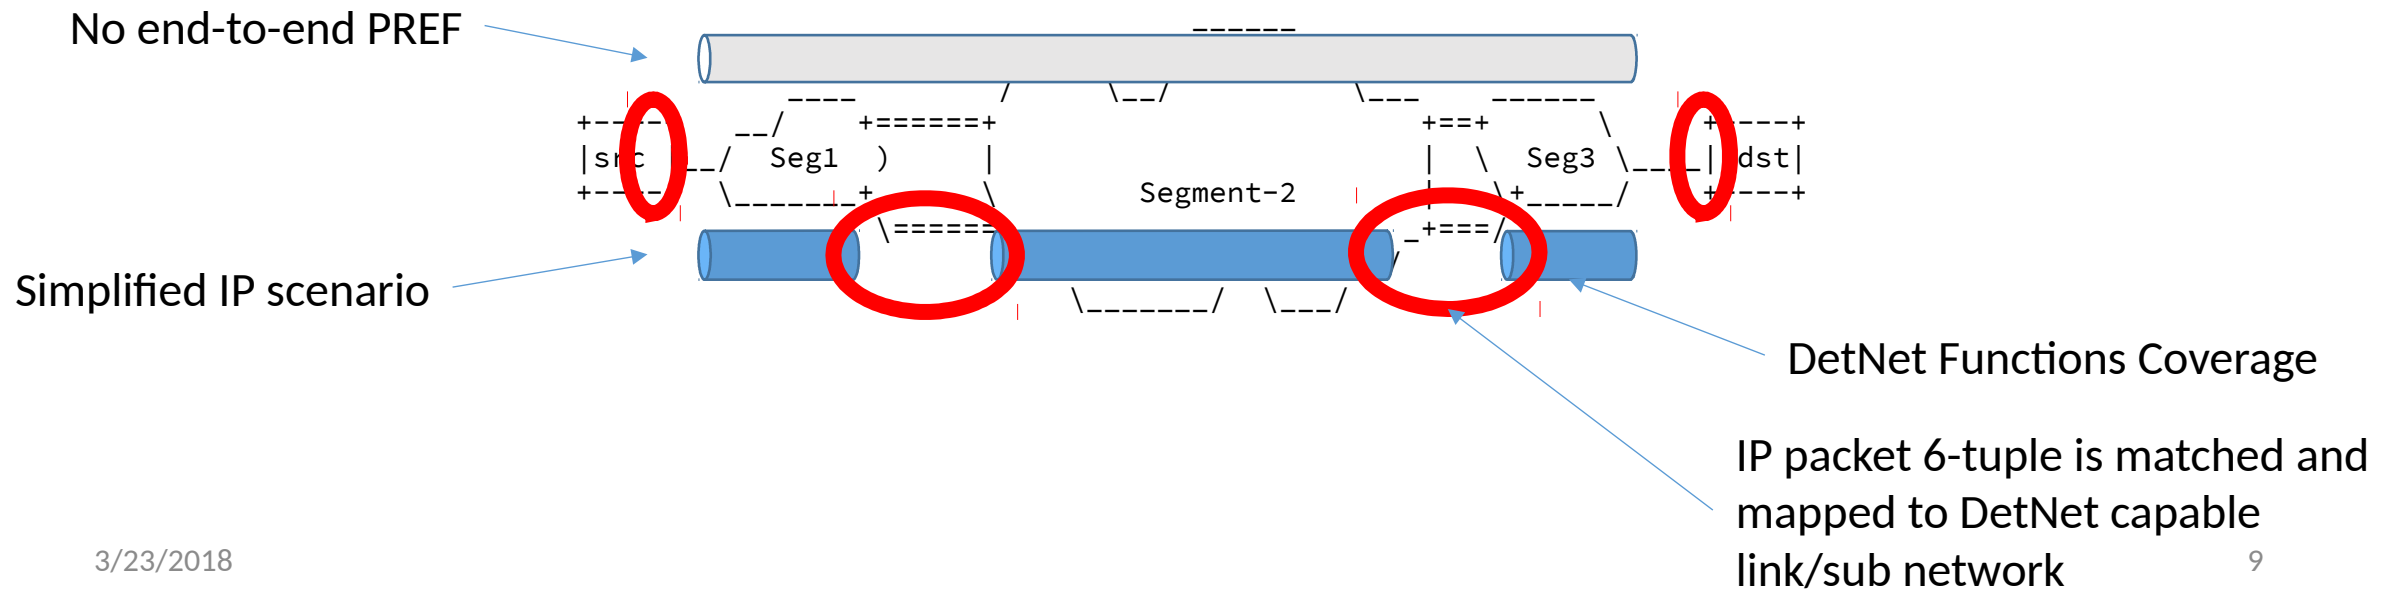 No end-to-end PREF
src
Seg1
Segment-2
Seg3
dst
Simplified IP scenario
DetNet Functions Coverage
IP packet 6-tuple is matched and
mapped to DetNet capable
link/sub network
3/23/2018
9